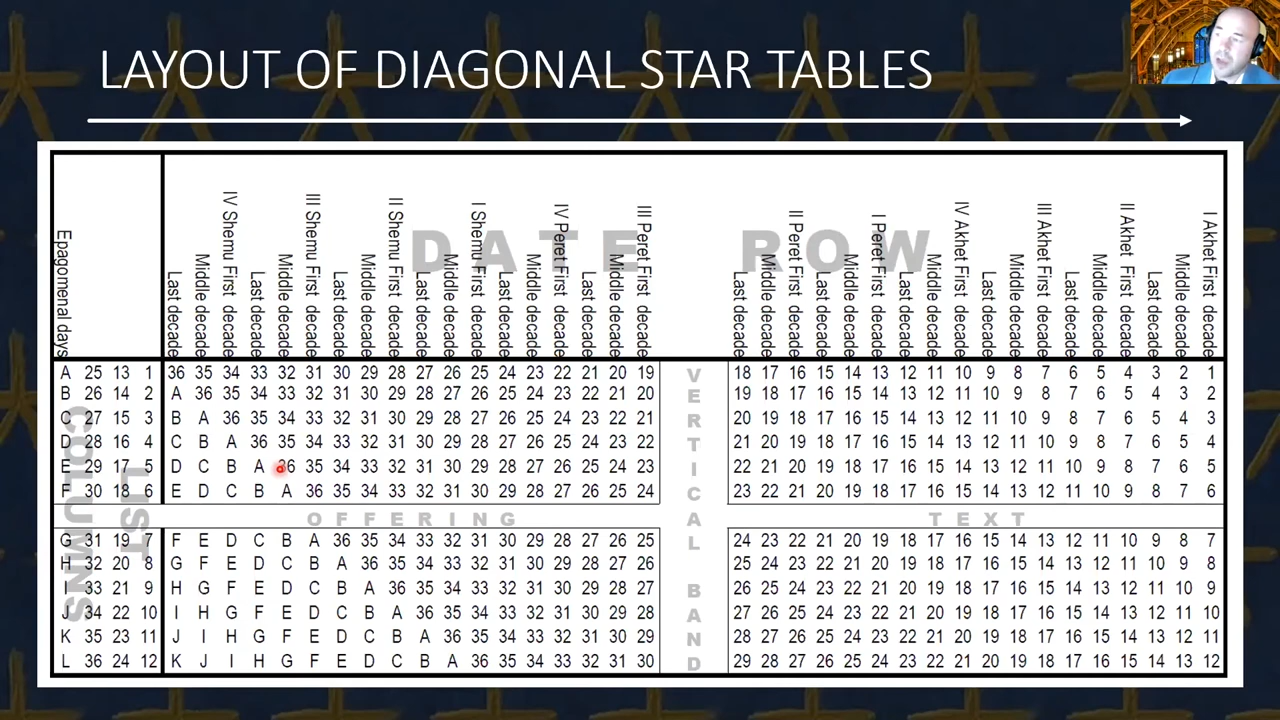 LAYOUT OF DIAGONAL STAR TABLES
DATE ROW
Epagomenal days
Last decade
Middle decade
IV Shemu First decade
Last decade
Middle decade
III Shemu First decade
Last decade
Middle decade
II Shemu First decade
Last decade
Middle decade
I Shemu First decade
Last decade
Middle decade
IV Peret First decade
Last decade
Middle decade
III Peret First decade
Last decade
Middle decade
II Peret First decade
Last decade
Middle decade
I Peret First decade
Last decade
Middle decade
IV Akhet First decade
Last decade
Middle decade
III Akhet First decade
Last decade
Middle decade
II Akhet First decade
Last decade
Middle decade
I Akhet First decade
A 25 13 1 36 35 34 33 32 31 30 29 28 27 26 25 24 23 22 21 20 19 18 17 16 15 14 13 12 11 10 9 8 7 6 5 4 3 2 1
B 26 14 2 A 36 35 34 33 32 31 30 29 28 27 26 25 24 23 22 21 20 19 18 17 16 15 14 13 12 11 10 9 8 7 6 5 4 3 2
C 27 15 3 B A 36 35 34 33 32 31 30 29 28 27 26 25 24 23 22 21 20 19 18 17 16 15 14 13 12 11 10 9 8 7 6 5 4 3
D 28 16 4 C B A 36 35 34 33 32 31 30 29 28 27 26 25 24 23 22 21 20 19 18 17 16 15 14 13 12 11 10 9 8 7 6 5 4
E 29 17 5 D C B A 36 35 34 33 32 31 30 29 28 27 26 25 24 23 22 21 20 19 18 17 16 15 14 13 12 11 10 9 8 7 6 5
F 30 18 6 E D C B A 36 35 34 33 32 31 30 29 28 27 26 25 24 23 22 21 20 19 18 17 16 15 14 13 12 11 10 9 8 7 6
OFFERING TEXT
G 31 19 7 F E D C B A 36 35 34 33 32 31 30 29 28 27 26 25 24 23 22 21 20 19 18 17 16 15 14 13 12 11 10 9 8 7
H 32 20 8 G F E D C B A 36 35 34 33 32 31 30 29 28 27 26 25 24 23 22 21 20 19 18 17 16 15 14 13 12 11 10 9 8
I 33 21 9 H G F E D C B A 36 35 34 33 32 31 30 29 28 27 26 25 24 23 22 21 20 19 18 17 16 15 14 13 12 11 10 9
J 34 22 10 I H G F E D C B A 36 35 34 33 32 31 30 29 28 27 26 25 24 23 22 21 20 19 18 17 16 15 14 13 12 11 10
K 35 23 11 J I H G F E D C B A 36 35 34 33 32 31 30 29 28 27 26 25 24 23 22 21 20 19 18 17 16 15 14 13 12 11
L 36 24 12 K J I H G F E D C B A 36 35 34 33 32 31 30 29 28 27 26 25 24 23 22 21 20 19 18 17 16 15 14 13 12
LIST COLUMNS
VERTICAL BAND